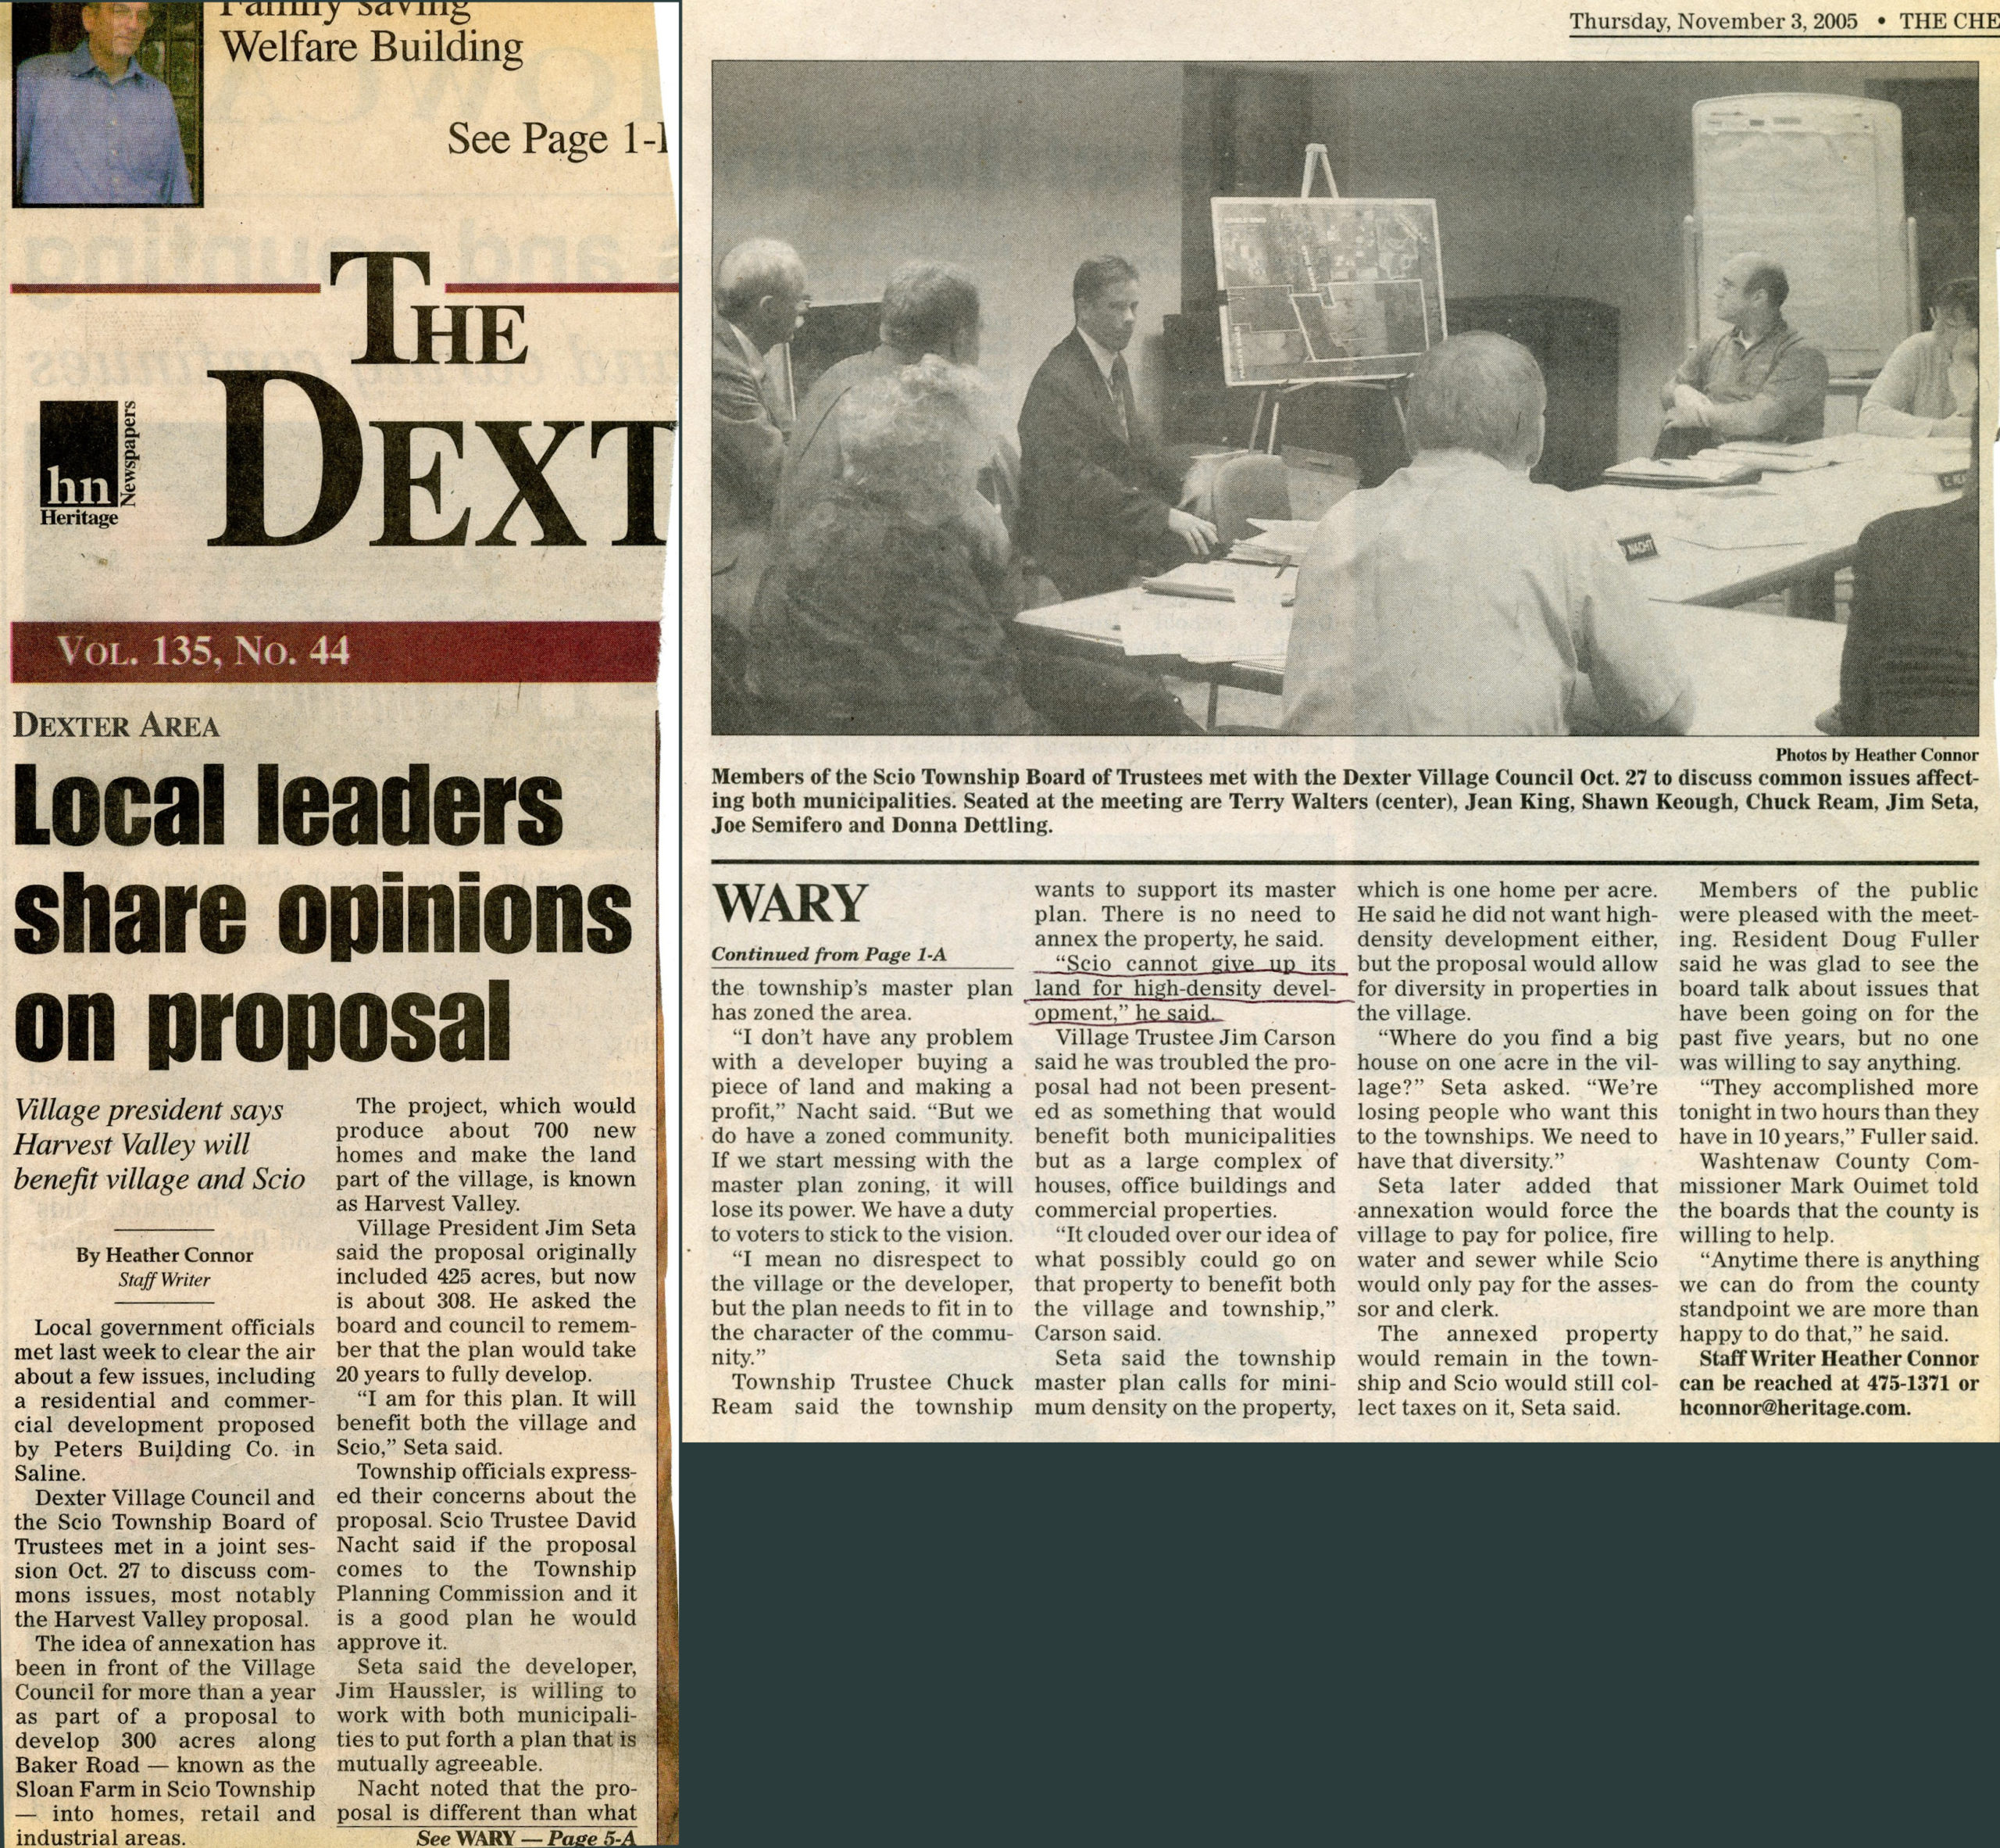 Family saving
Welfare Building
See Page 1-
THE
DEXT
hn
Heritage
Newspapers
VOL. 135, NO. 44
DEXTER AREA
Local leaders
share opinions
on proposal
Village president says
Harvest Valley will
benefit village and Scio
By Heather Connor
Staff Writer
Local government officials
met last week to clear the air
about a few issues, including
a residential and commer-
cial development proposed
by Peters Building Co. in
Saline.
Dexter Village Council and
the Scio Township Board of
Trustees met in a joint ses-
sion Oct. 27 to discuss com-
mons issues, most notably
the Harvest Valley proposal.
The idea of annexation has
been in front of the Village
Council for more than a year
as part of a proposal to
develop 300 acres along
Baker Road — known as the
Sloan Farm in Scio Township
— into homes, retail and
industrial areas.
The project, which would
produce about 700 new
homes and make the land
part of the village, is known
as Harvest Valley.
Village President Jim Seta
said the proposal originally
included 425 acres, but now
is about 308. He asked the
board and council to remem-
ber that the plan would take
20 years to fully develop.
“I am for this plan. It will
benefit both the village and
Scio,” Seta said.
Township officials express-
ed their concerns about the
proposal. Scio Trustee David
Nacht said if the proposal
comes to the Township
Planning Commission and it
is a good plan he would
approve it.
Seta said the developer,
Jim Haussler, is willing to
work with both municipali-
ties to put forth a plan that is
mutually agreeable.
Nacht noted that the pro-
posal is different than what
See WARY — Page 5-A
Thursday, November 3, 2005 • THE CHE
NACHT
Photos by Heather Connor
Members of the Scio Township Board of Trustees met with the Dexter Village Council Oct. 27 to discuss common issues affect-
ing both municipalities. Seated at the meeting are Terry Walters (center), Jean King, Shawn Keough, Chuck Ream, Jim Seta,
Joe Semifero and Donna Dettling.
WARY
Continued from Page 1-A
the township's master plan
has zoned the area.
“I don't have any problem
with a developer buying a
piece of land and making a
profit,” Nacht said. “But we
do have a zoned community.
If we start messing with the
master plan zoning, it will
lose its power. We have a duty
to voters to stick to the vision.
“I mean no disrespect to
the village or the developer,
but the plan needs to fit in to
the character of the commu-
nity.”
Township Trustee Chuck
Ream said the township
wants to support its master
plan. There is no need to
annex the property, he said.
“Scio cannot give up its
land for high-density devel-
opment,” he said.
Village Trustee Jim Carson
said he was troubled the pro-
posal had not been present-
ed as something that would
benefit both municipalities
but as a large complex of
houses, office buildings and
commercial properties.
“It clouded over our idea of
what possibly could go on
that property to benefit both
the village and township,”
Carson said.
Seta said the township
master plan calls for mini-
mum density on the property,
which is one home per acre.
He said he did not want high-
density development either,
but the proposal would allow
for diversity in properties in
the village.
“Where do you find a big
house on one acre in the vil-
lage?” Seta asked. “We're
losing people who want this
to the townships. We need to
have that diversity.”
Seta later added that
annexation would force the
village to pay for police, fire
water and sewer while Scio
would only pay for the asses-
sor and clerk.
The annexed property
would remain in the town-
ship and Scio would still col-
lect taxes on it, Seta said.
Members of the public
were pleased with the meet-
ing. Resident Doug Fuller
said he was glad to see the
board talk about issues that
have been going on for the
past five years, but no one
was willing to say anything.
“They accomplished more
tonight in two hours than they
have in 10 years,” Fuller said.
Washtenaw County Com-
missioner Mark Ouimet told
the boards that the county is
willing to help.
“Anytime there is anything
we can do from the county
standpoint we are more than
happy to do that,” he said.
Staff Writer Heather Connor
can be reached at 475-1371 or
hconnor@heritage.com.